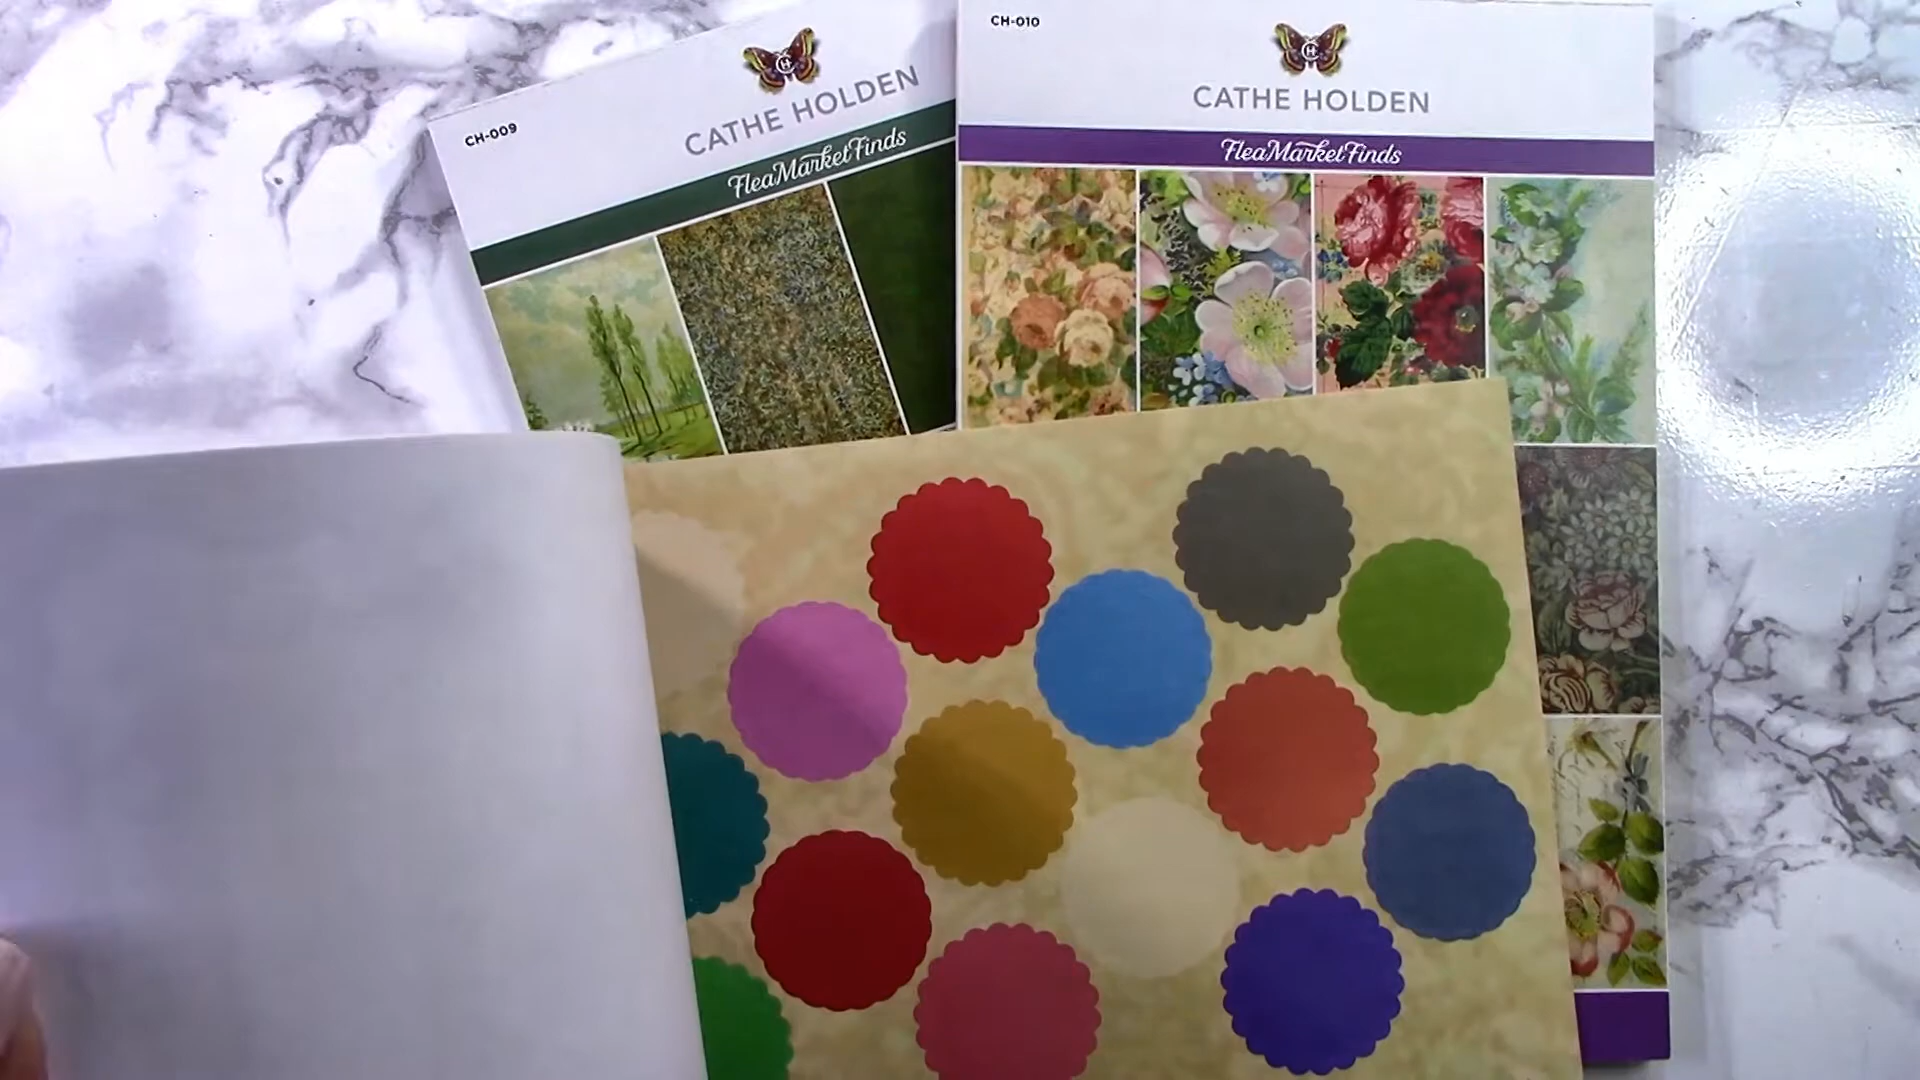 CH-009
CATHE HOLDEN
FleaMarketFinds
CH-010
CATHE HOLDEN
FleaMarketFinds